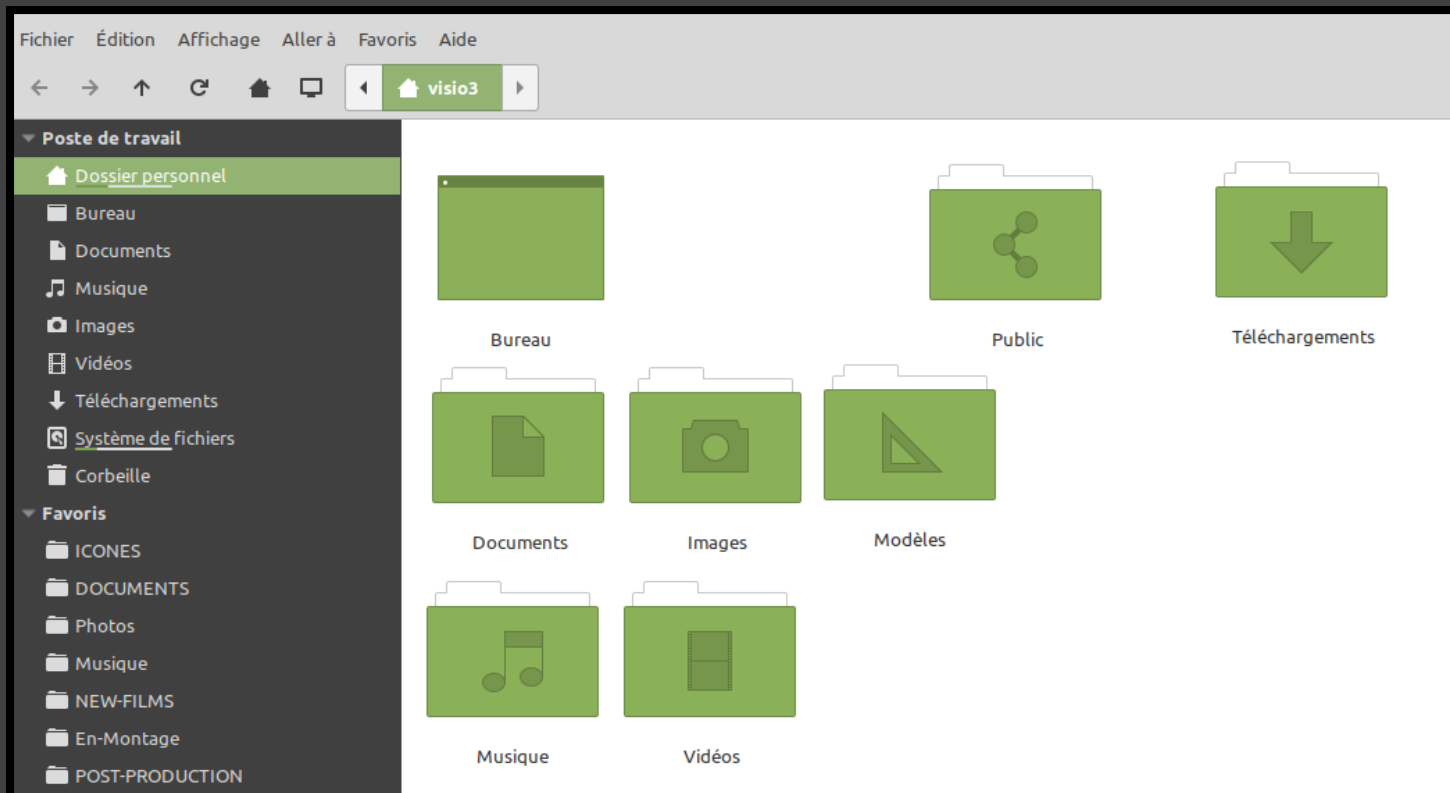 Fichier Édition Affichage Aller à Favoris Aide
visio3
Poste de travail
Dossier personnel
Bureau
Documents
Musique
Images
Vidéos
Téléchargements
Système de fichiers
Corbeille
Favoris
ICONES
DOCUMENTS
Photos
Musique
NEW-FILMS
En-Montage
POST-PRODUCTION
Bureau Public Téléchargements
Documents Images Modèles
Musique Vidéos